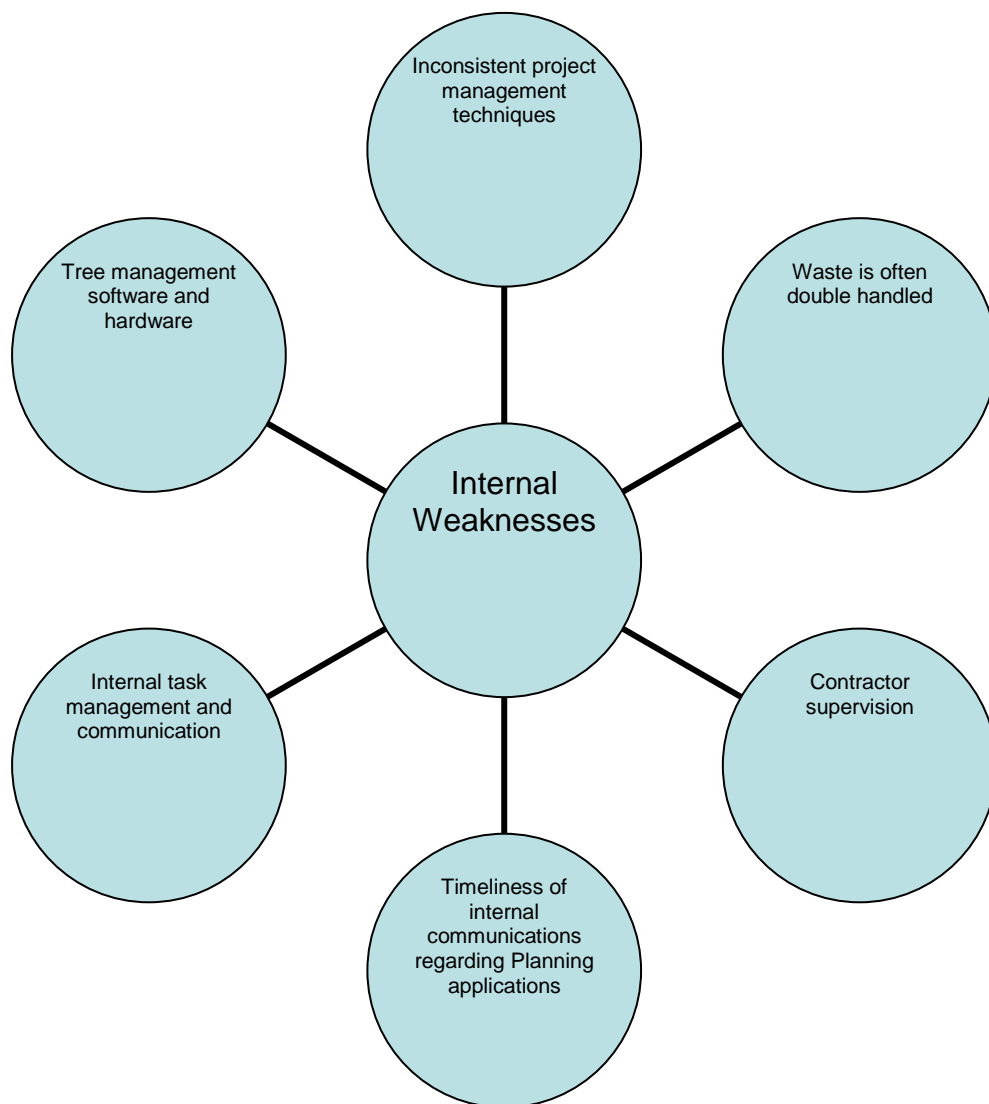 Inconsistent project
management
techniques
Tree management
software and
hardware
Waste is often
double handled
Internal
Weaknesses
Internal task
management and
communication
Contractor
supervision
Timeliness of
internal
communications
regarding Planning
applications